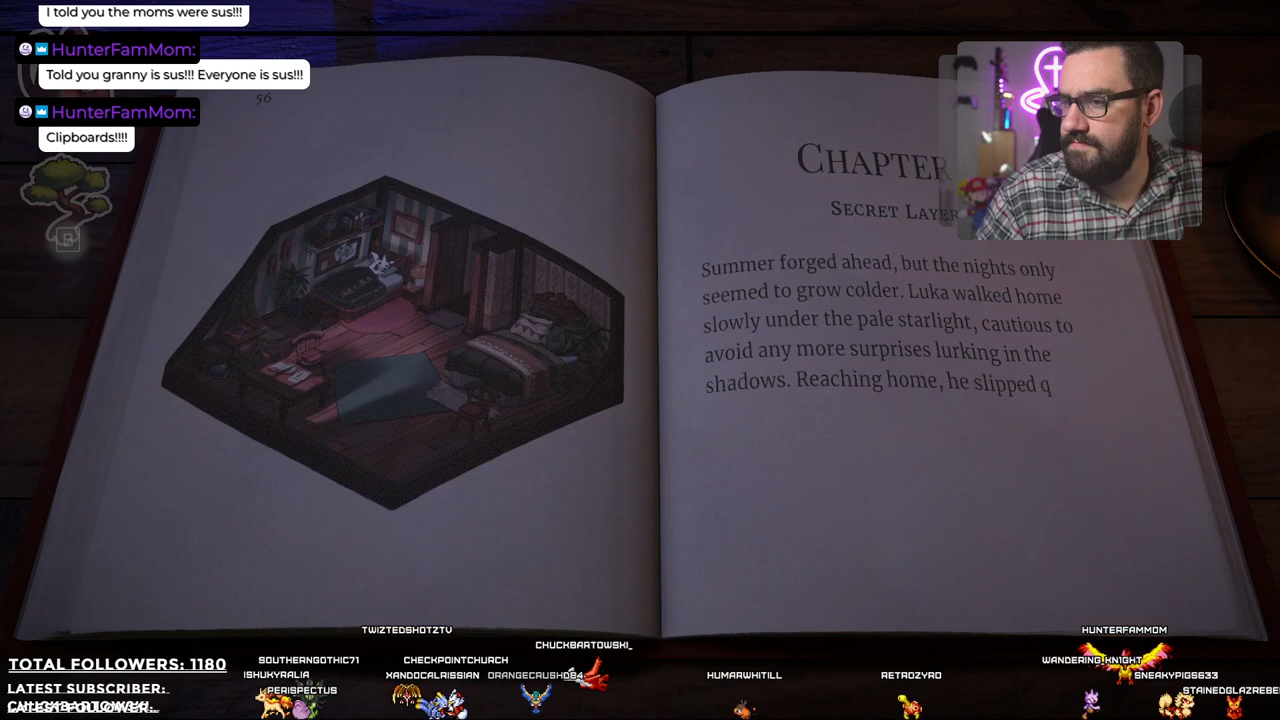 I told you the moms were sus!!!
HunterFamMom:
Told you granny is sus!!! Everyone is sus!!!
HunterFamMom:
Clipboards!!!!
B
56
CHAPTER
SECRET LAYER
Summer forged ahead, but the nights only
seemed to grow colder. Luka walked home
slowly under the pale starlight, cautious to
avoid any more surprises lurking in the
shadows. Reaching home, he slipped q
TWIZTEDSHOTZTV
CHUCKBARTOWSKI_
HUNTERFAMMOM
SOUTHERNGOTHIC71
CHECKPOINTCHURCH
WANDERING_KN1GHT
ISHUKYRALIA
XANDOCALRISSIAN
ORANGECRUSHD84
HUMARWHITILL
RETROZYRO
SNEAKYPIGS633
PERISPECTUS
STAINEDGLAZREBE
TOTAL FOLLOWERS: 1180
LATEST SUBSCRIBER: